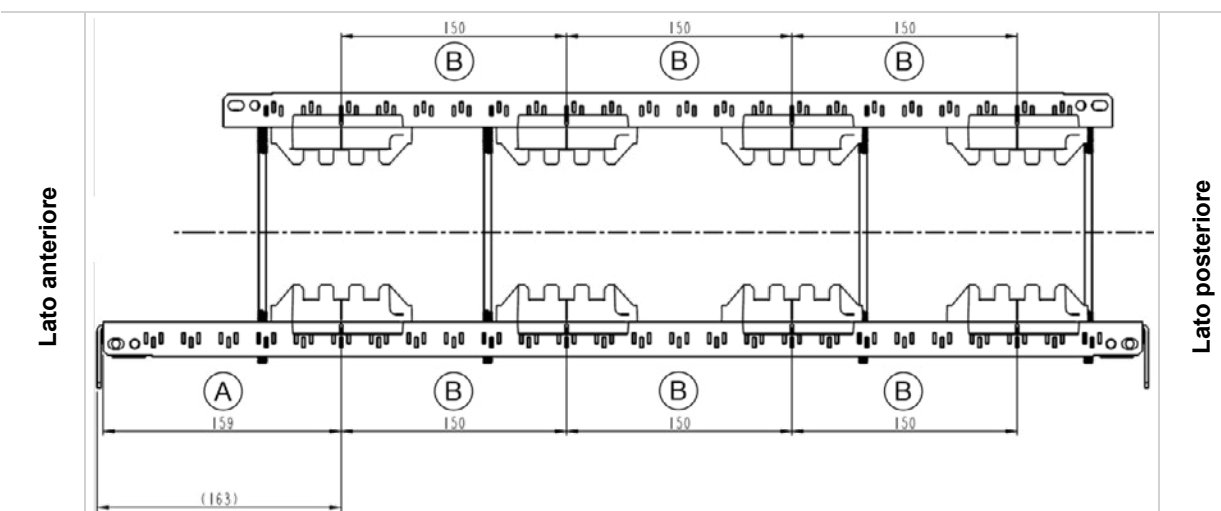 150 150 150
B B B
Lato anteriore
Lato posteriore
A B B B
159 150 150 150
(163)